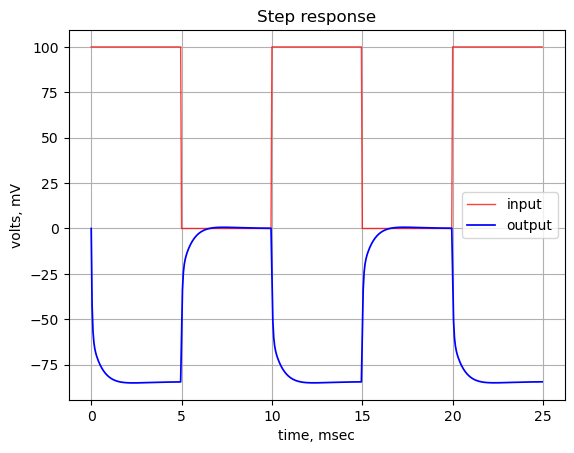 Step response
100
75
50
25
0
−25
−50
−75
volts, mV
input
output
0 5 10 15 20 25
time, msec